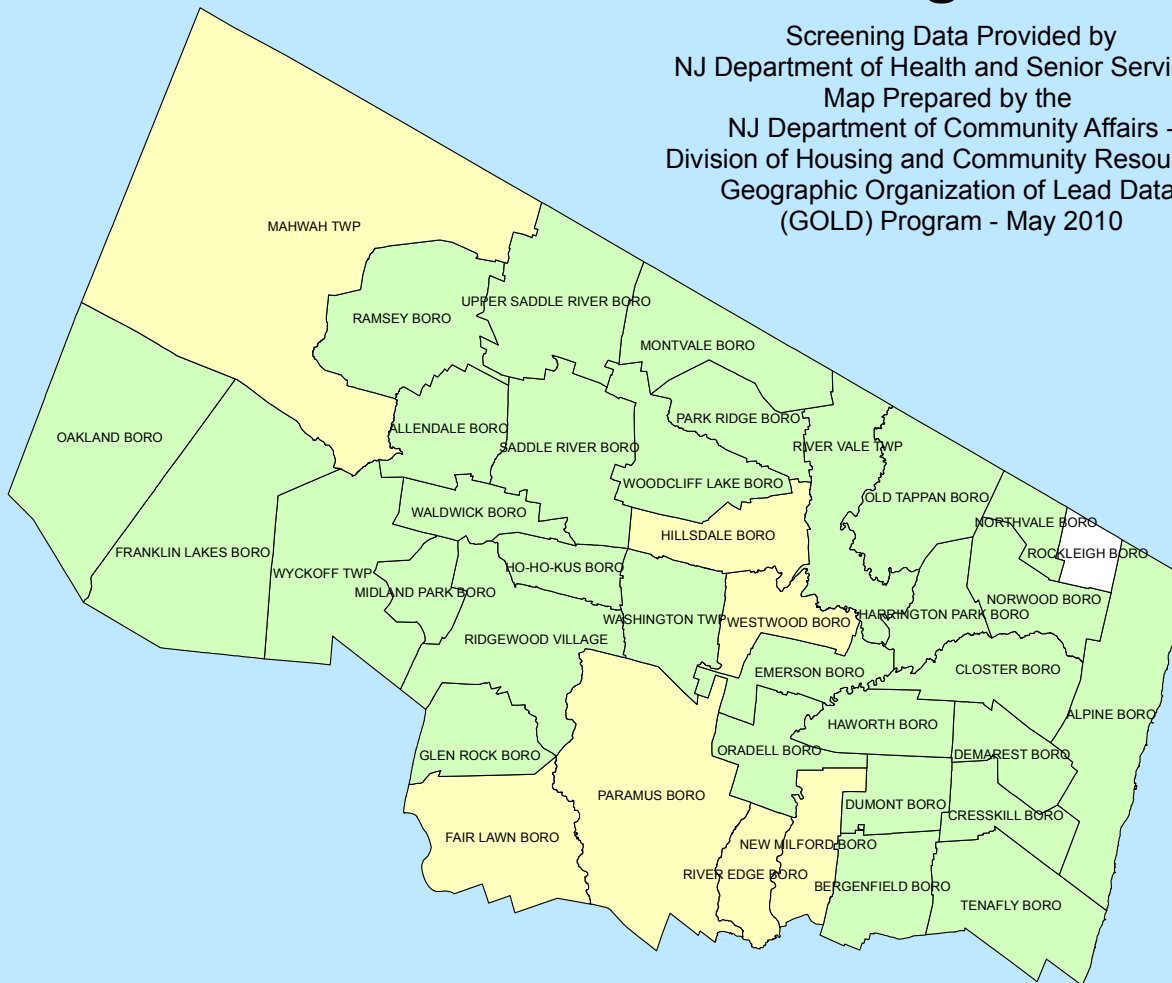 Screening Data Provided by
NJ Department of Health and Senior
Map Prepared by the
NJ Department of Community Affairs -
Division of Housing and Community
Geographic Organization of Lead Data
(GOLD) Program - May 2010
MAHWAH TWP
UPPER SADDLE RIVER BORO
RAMSEY BORO
MONTVALE BORO
PARK RIDGE BORO
ALLENDALE BORO
OAKLAND BORO
SADDLE RIVER BORO
RIVER VALE TWP
WOODCLIFF LAKE BORO
OLD TAPPAN BORO
WALDWICK BORO
NORTHVALE BORO
HILLSDALE BORO
FRANKLIN LAKES BORO
ROCKLEIGH BORO
HO-HO-KUS BORO
WYCKOFF TWP
MIDLAND PARK BORO
NORWOOD BORO
HARRINGTON PARK BORO
WASHINGTON TWP
WESTWOOD BORO
RIDGEWOOD VILLAGE
EMERSON BORO
CLOSTER BORO
ALPINE BORO
HAWORTH BORO
ORADELL BORO
GLEN ROCK BORO
DEMAREST BORO
PARAMUS BORO
DUMONT BORO
CRESSKILL BORO
FAIR LAWN BORO
NEW MILFORD BORO
RIVER EDGE BORO
BERGENFIELD BORO
TENAFLY BORO